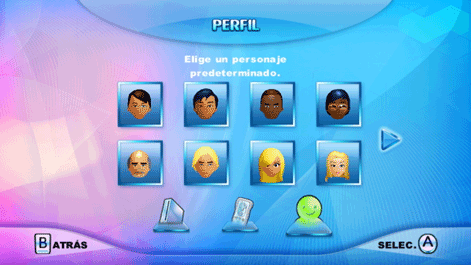 PERFIL
Elige un personaje
predeterminado.
B ATRÁS
SELEC. A